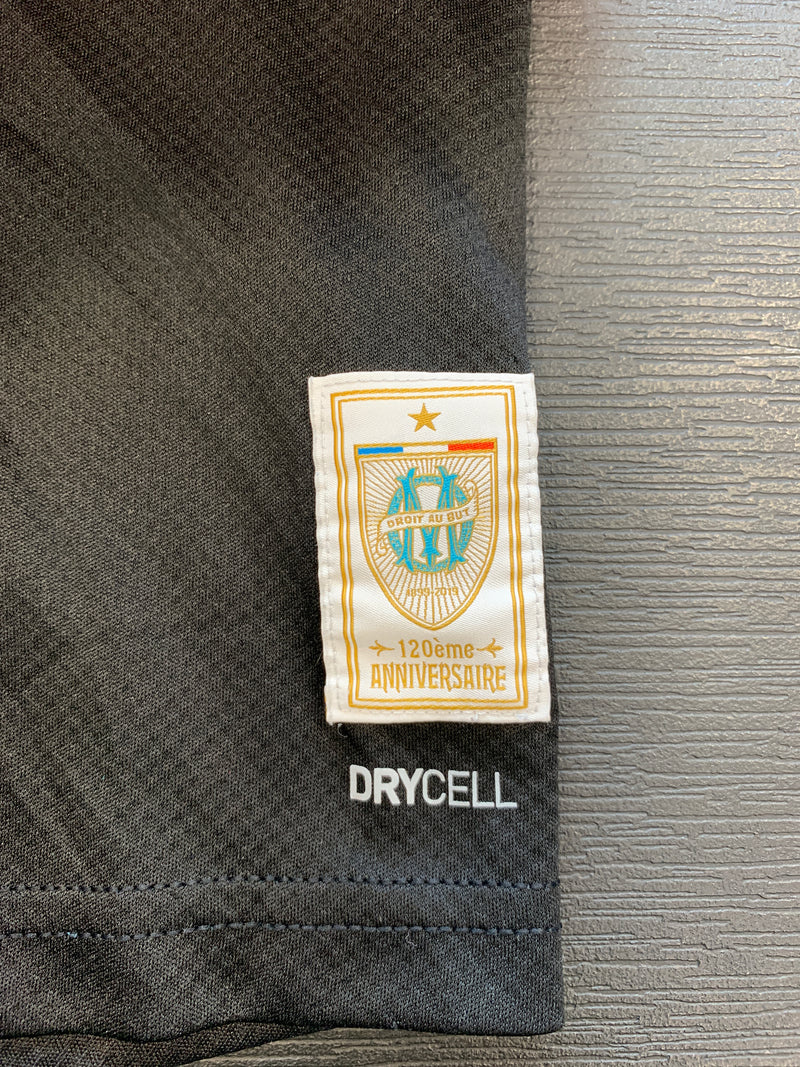 DROIT AU BUT
1899-2019
120ème
ANNIVERSAIRE
DRYCELL